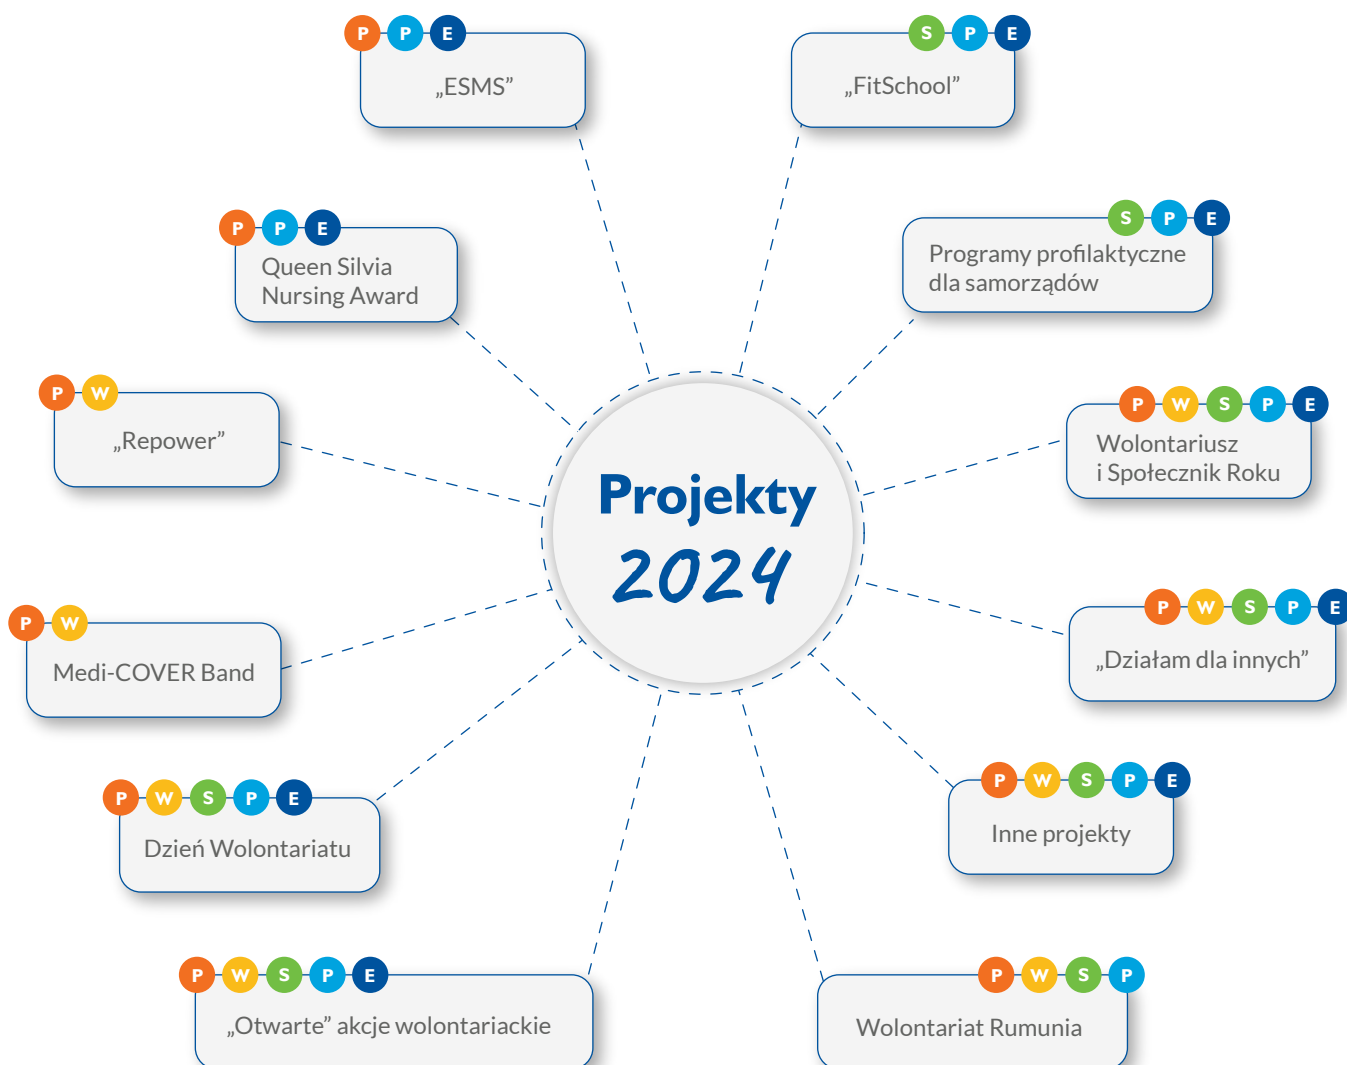 P P E
„ESMS”
S P E
„FitSchool”
P P E
Queen Silvia
Nursing Award
S P E
Programy profilaktyczne
dla samorządów
P W
„Repower”
P W S P E
Wolontariusz
i Społecznik Roku
Projekty
2024
P W
Medi-COVER Band
P W S P E
„Działam dla innych”
P W S P E
Dzień Wolontariatu
P W S P E
Inne projekty
P W S P E
„Otwarte” akcje wolontariackie
P W S P
Wolontariat Rumunia